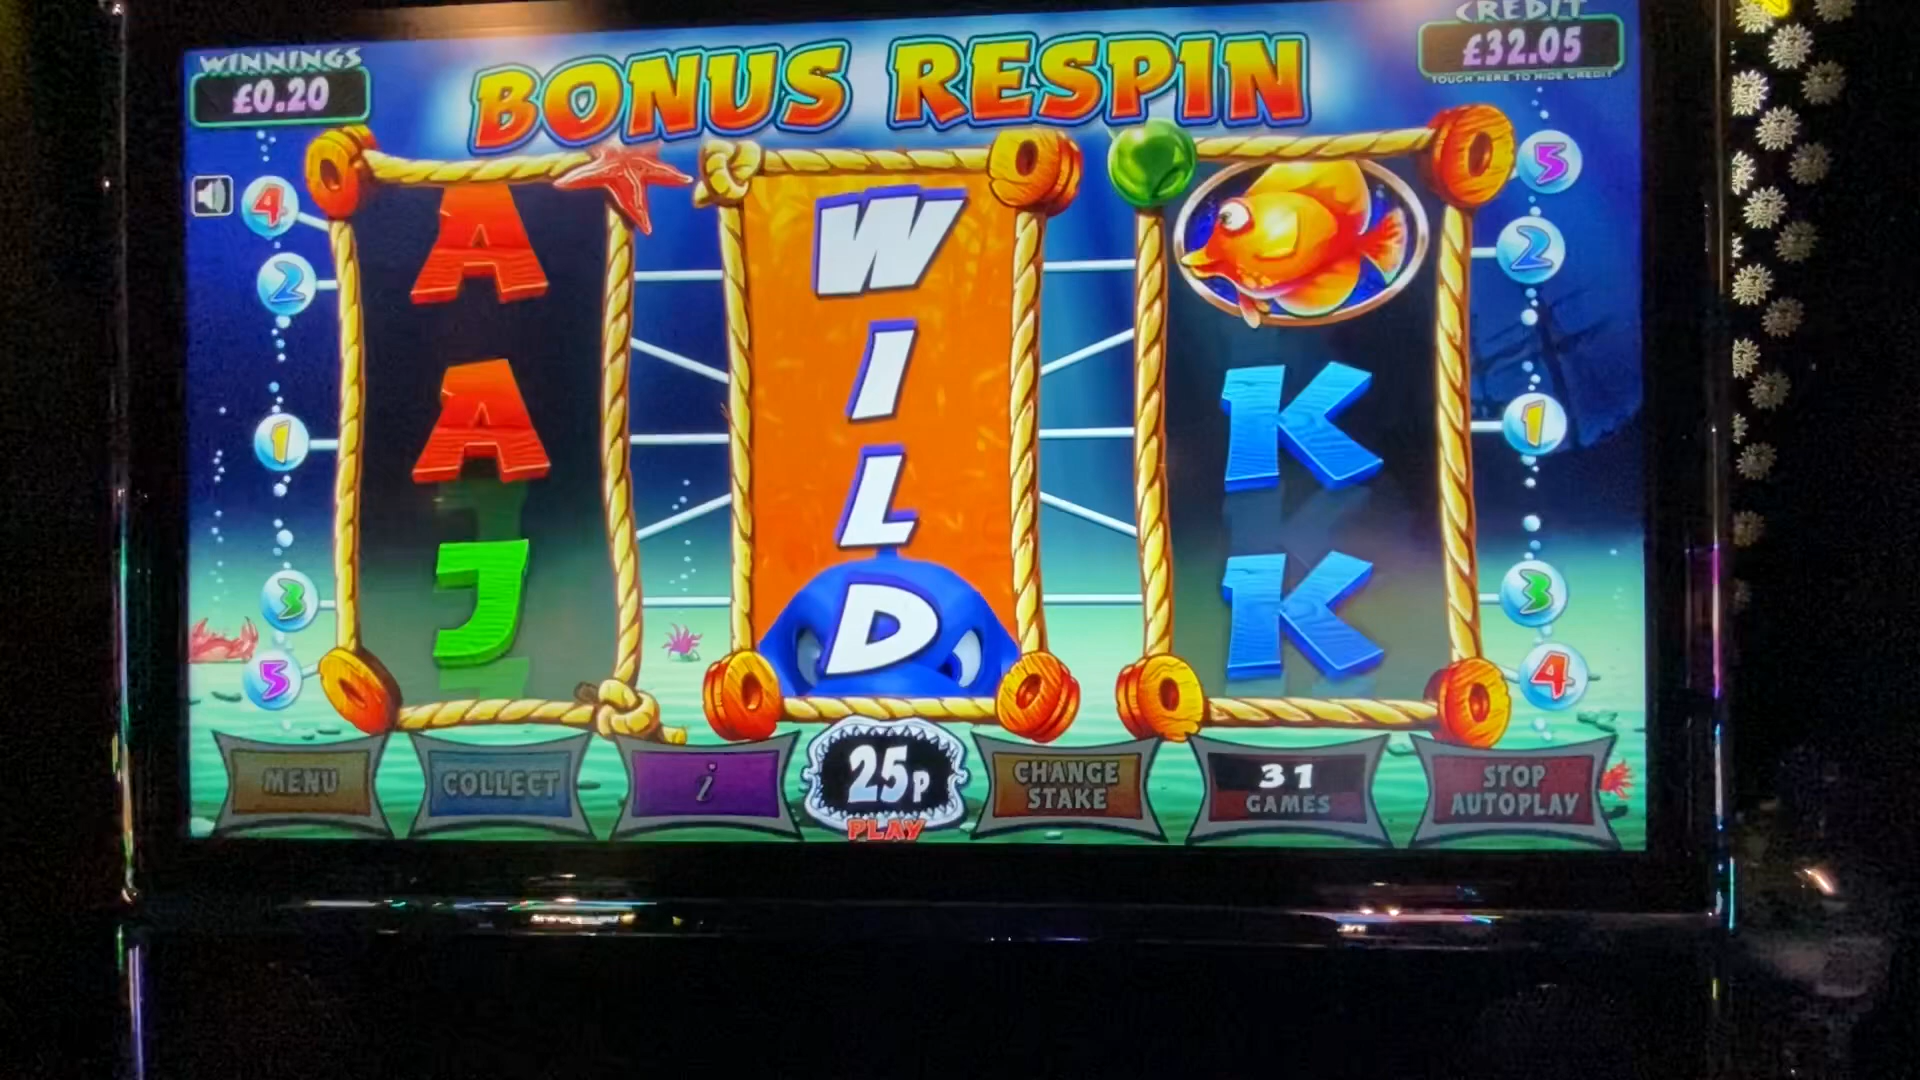 WINNINGS
£0.20
BONUS RESPIN
CREDIT
£32.05
TOUCH HERE TO HIDE CREDIT
4
2
1
3
5
A
A
J
W
I
L
D
K
K
5
2
1
3
4
MENU
COLLECT
i
25P
PLAY
CHANGE
STAKE
31
GAMES
STOP
AUTOPLAY